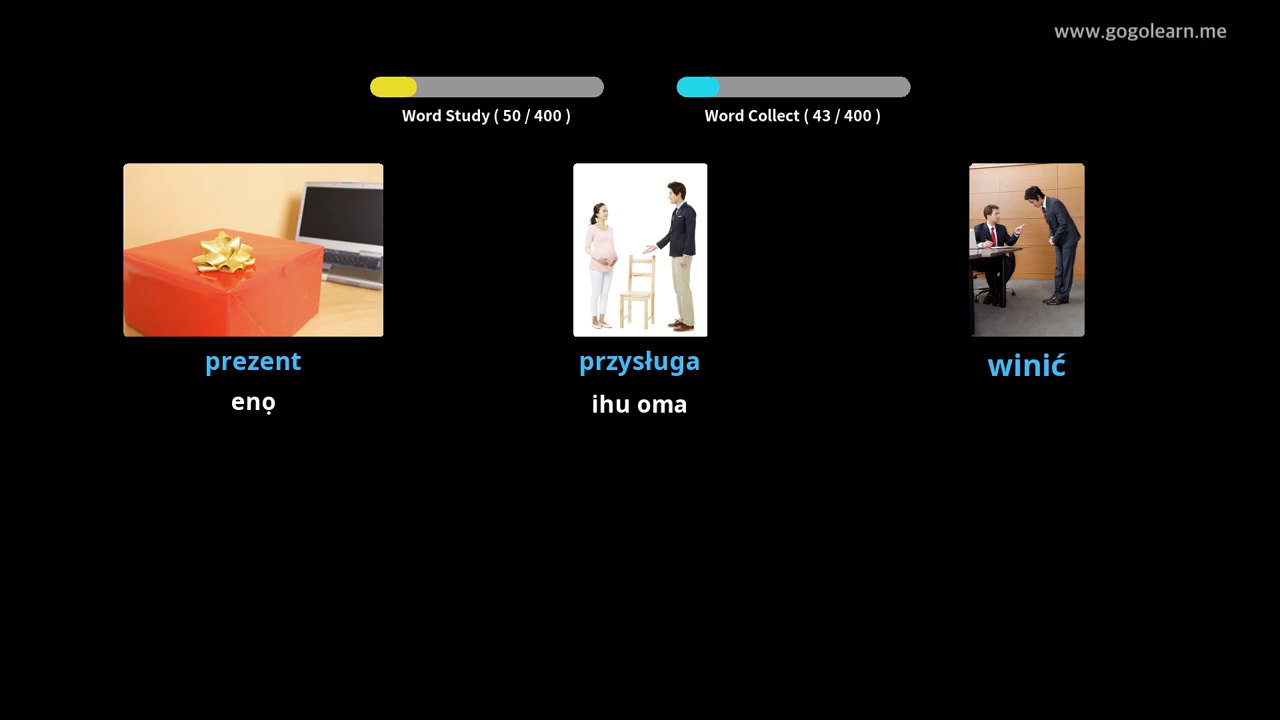 www.gogolearn.me
Word Study ( 50 / 400 )
Word Collect ( 43 / 400 )
prezent
enọ
przysługa
ihu oma
winić